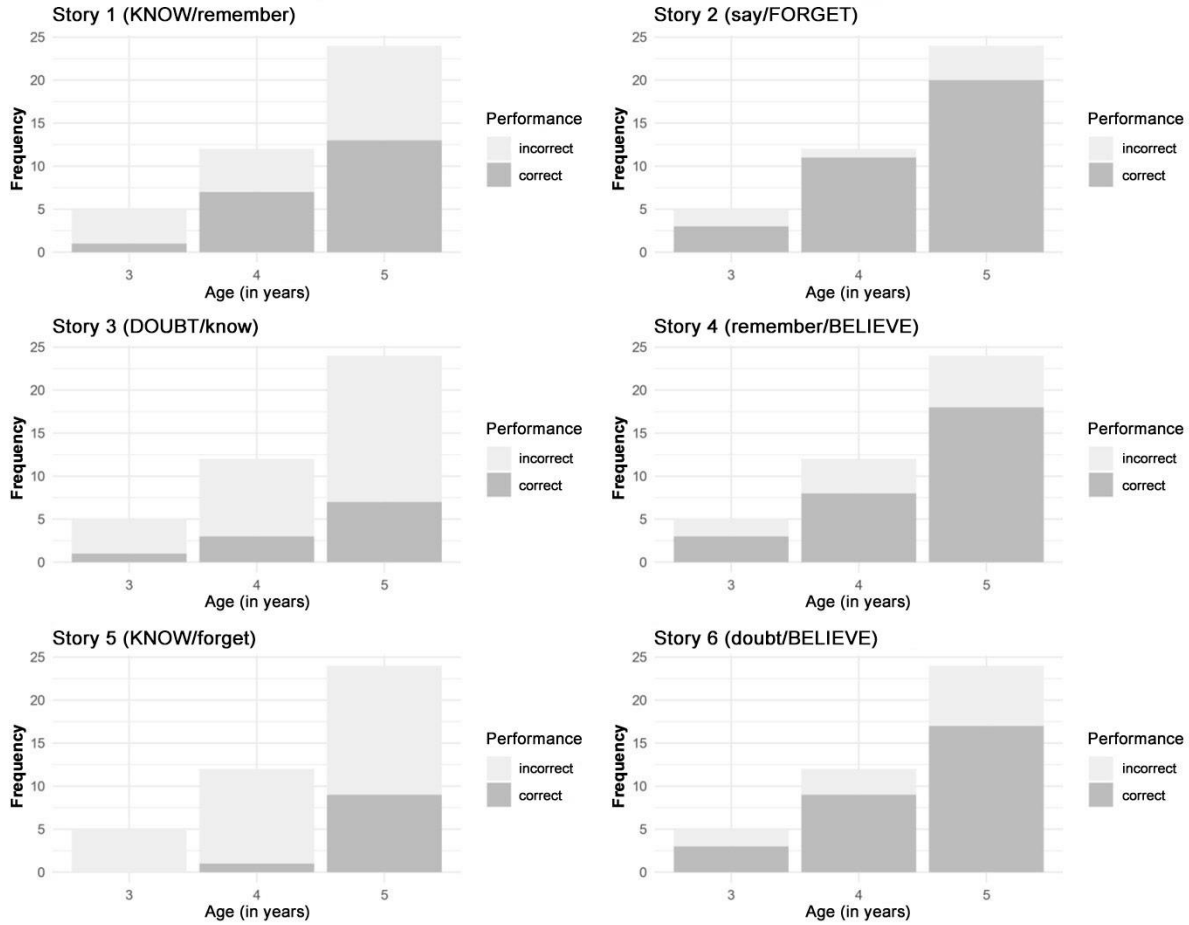 Story 1 (KNOW/remember)
25
20
15
10
5
0
Frequency
3
4
5
Age (in years)
Performance
incorrect
correct
Story 2 (say/FORGET)
25
20
15
10
5
0
Frequency
3
4
5
Age (in years)
Performance
incorrect
correct
Story 3 (DOUBT/know)
25
20
15
10
5
0
Frequency
3
4
5
Age (in years)
Performance
incorrect
correct
Story 4 (remember/BELIEVE)
25
20
15
10
5
0
Frequency
3
4
5
Age (in years)
Performance
incorrect
correct
Story 5 (KNOW/forget)
25
20
15
10
5
0
Frequency
3
4
5
Age (in years)
Performance
incorrect
correct
Story 6 (doubt/BELIEVE)
25
20
15
10
5
0
Frequency
3
4
5
Age (in years)
Performance
incorrect
correct